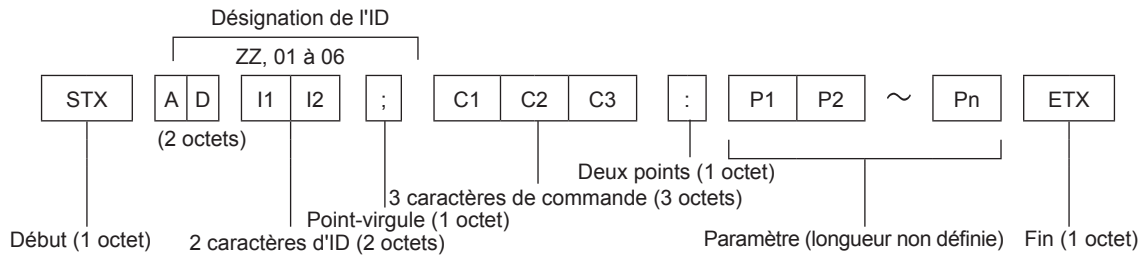 Désignation de l'ID
ZZ, 01 à 06
STX A D I1 I2 ; C1 C2 C3 : P1 P2 ～ Pn ETX
(2 octets)
Deux points (1 octet)
3 caractères de commande (3 octets)
Point-virgule (1 octet)
Début (1 octet) 2 caractères d'ID (2 octets) Paramètre (longueur non définie) Fin (1 octet)